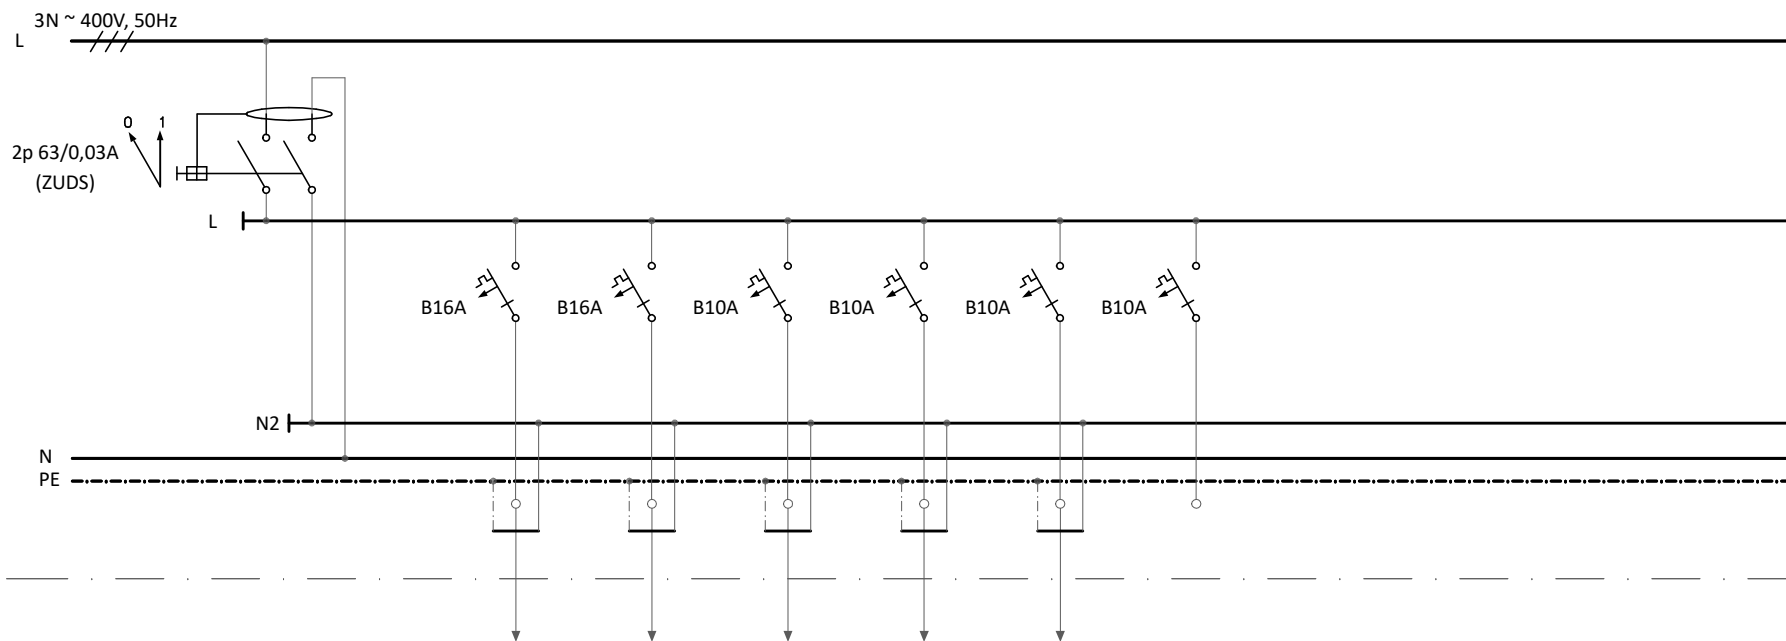 3N ~ 400V, 50Hz
L
0 1
2p 63/0,03A
(ZUDS)
L
B16A B16A B10A B10A B10A B10A
N2
N
PE